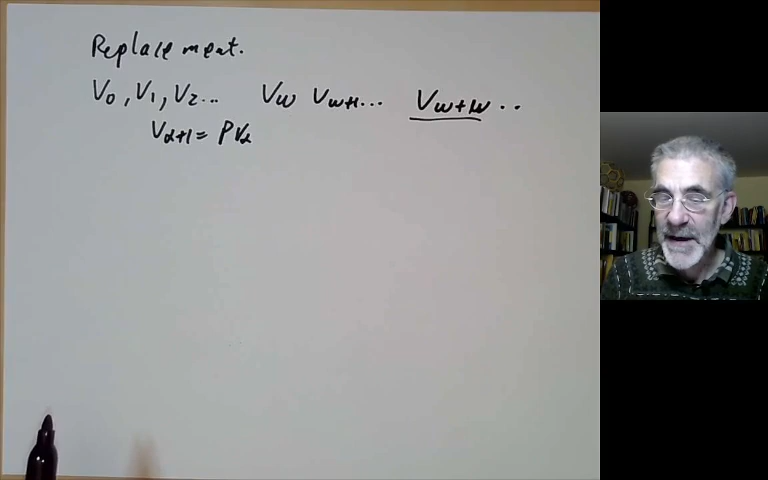 Replacement.
V₀, V₁, V₂... Vω Vω+1... Vω+ω ..
Vα+1 = PVα